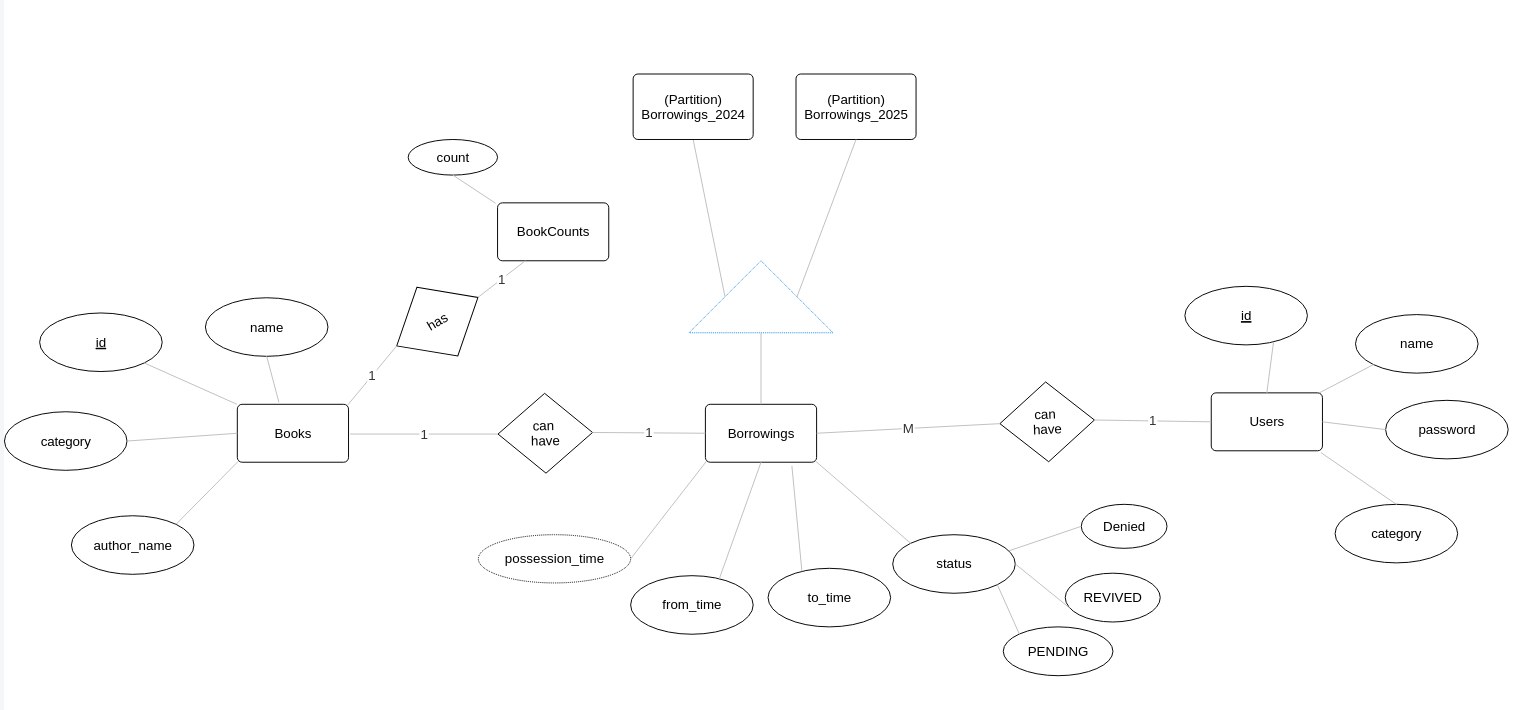 (Partition)
Borrowings_2024
(Partition)
Borrowings_2025
count
BookCounts
1
has
1
id
name
category
Books
author_name
1
can
have
1
Borrowings
M
can
have
1
Users
id
name
password
category
possession_time
from_time
to_time
status
Denied
REVIVED
PENDING